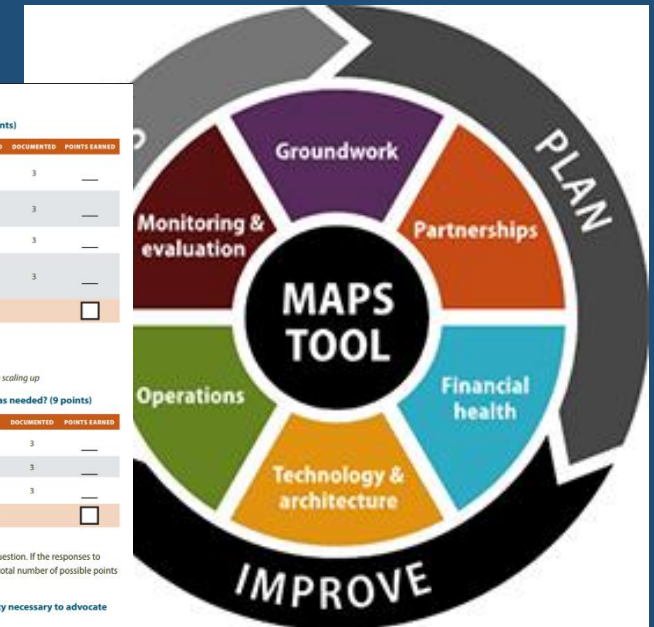 nts)
DOCUMENTED POINTS EARNED
3
3
3
3
scaling up
as needed? (9 points)
DOCUMENTED POINTS EARNED
3
3
3
uestion. If the responses to
otal number of possible points
ty necessary to advocate
PLAN
Groundwork
Partnerships
Financial
health
Technology &
architecture
Operations
Monitoring &
evaluation
MAPS
TOOL
IMPROVE